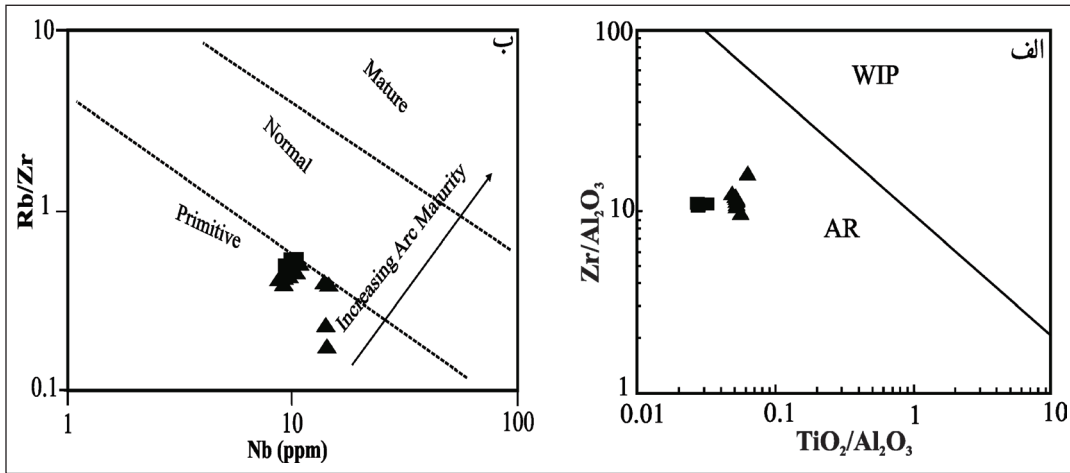 ب
10
1
0.1
1
10
100
Rb/Zr
Nb (ppm)
Mature
Normal
Primitive
Increasing Arc Maturity
الف
100
10
1
0.01
0.1
1
10
Zr/Al₂O₃
TiO₂/Al₂O₃
WIP
AR